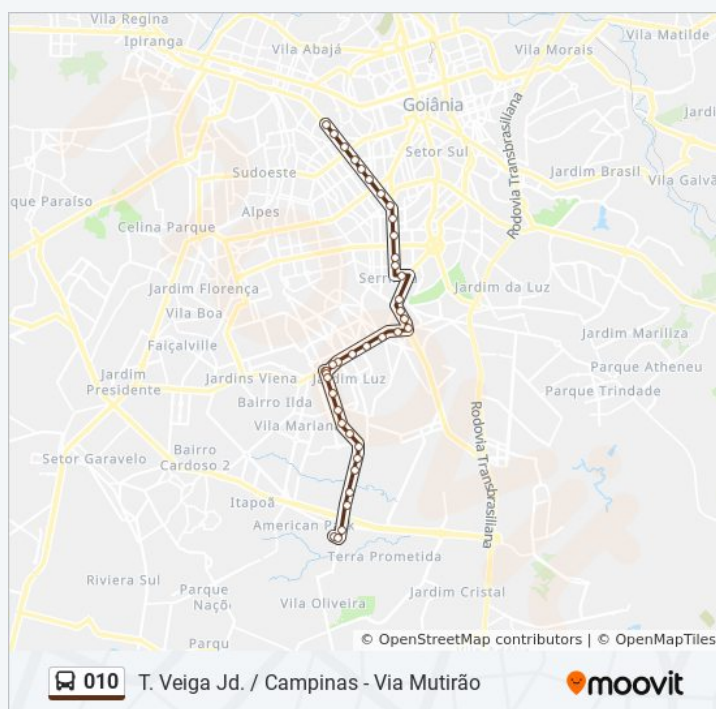 Vila Regina
Ipiranga
Vila Abajá
Vila Morais
Vila Matilde
Goiânia
Jardi
Rodovia Transbrasiliana
Setor Sul
Sudoeste
Jardim Brasil
Vila Galvã
que Paraíso
Alpes
Celina Parque
Serri
a
Jardim Florença
Jardim da Luz
Vila Boa
Faiçalville
Jardim Mariliza
Parque Atheneu
Jardim
Presidente
Jardins Viena
Jardim Luz
Parque Trindade
Bairro Ilda
Vila Marian
Rodovia Transbrasiliana
Setor Garavelo
Bairro
Cardoso 2
Itapoã
American Pa
k
Terra Prometida
Riviera Sul
Parque
Naçõ
Vila Oliveira
Jardim Cristal
Parqu
© OpenStreetMap contributors | © OpenMapTiles
010 T. Veiga Jd. / Campinas - Via Mutirão moovit